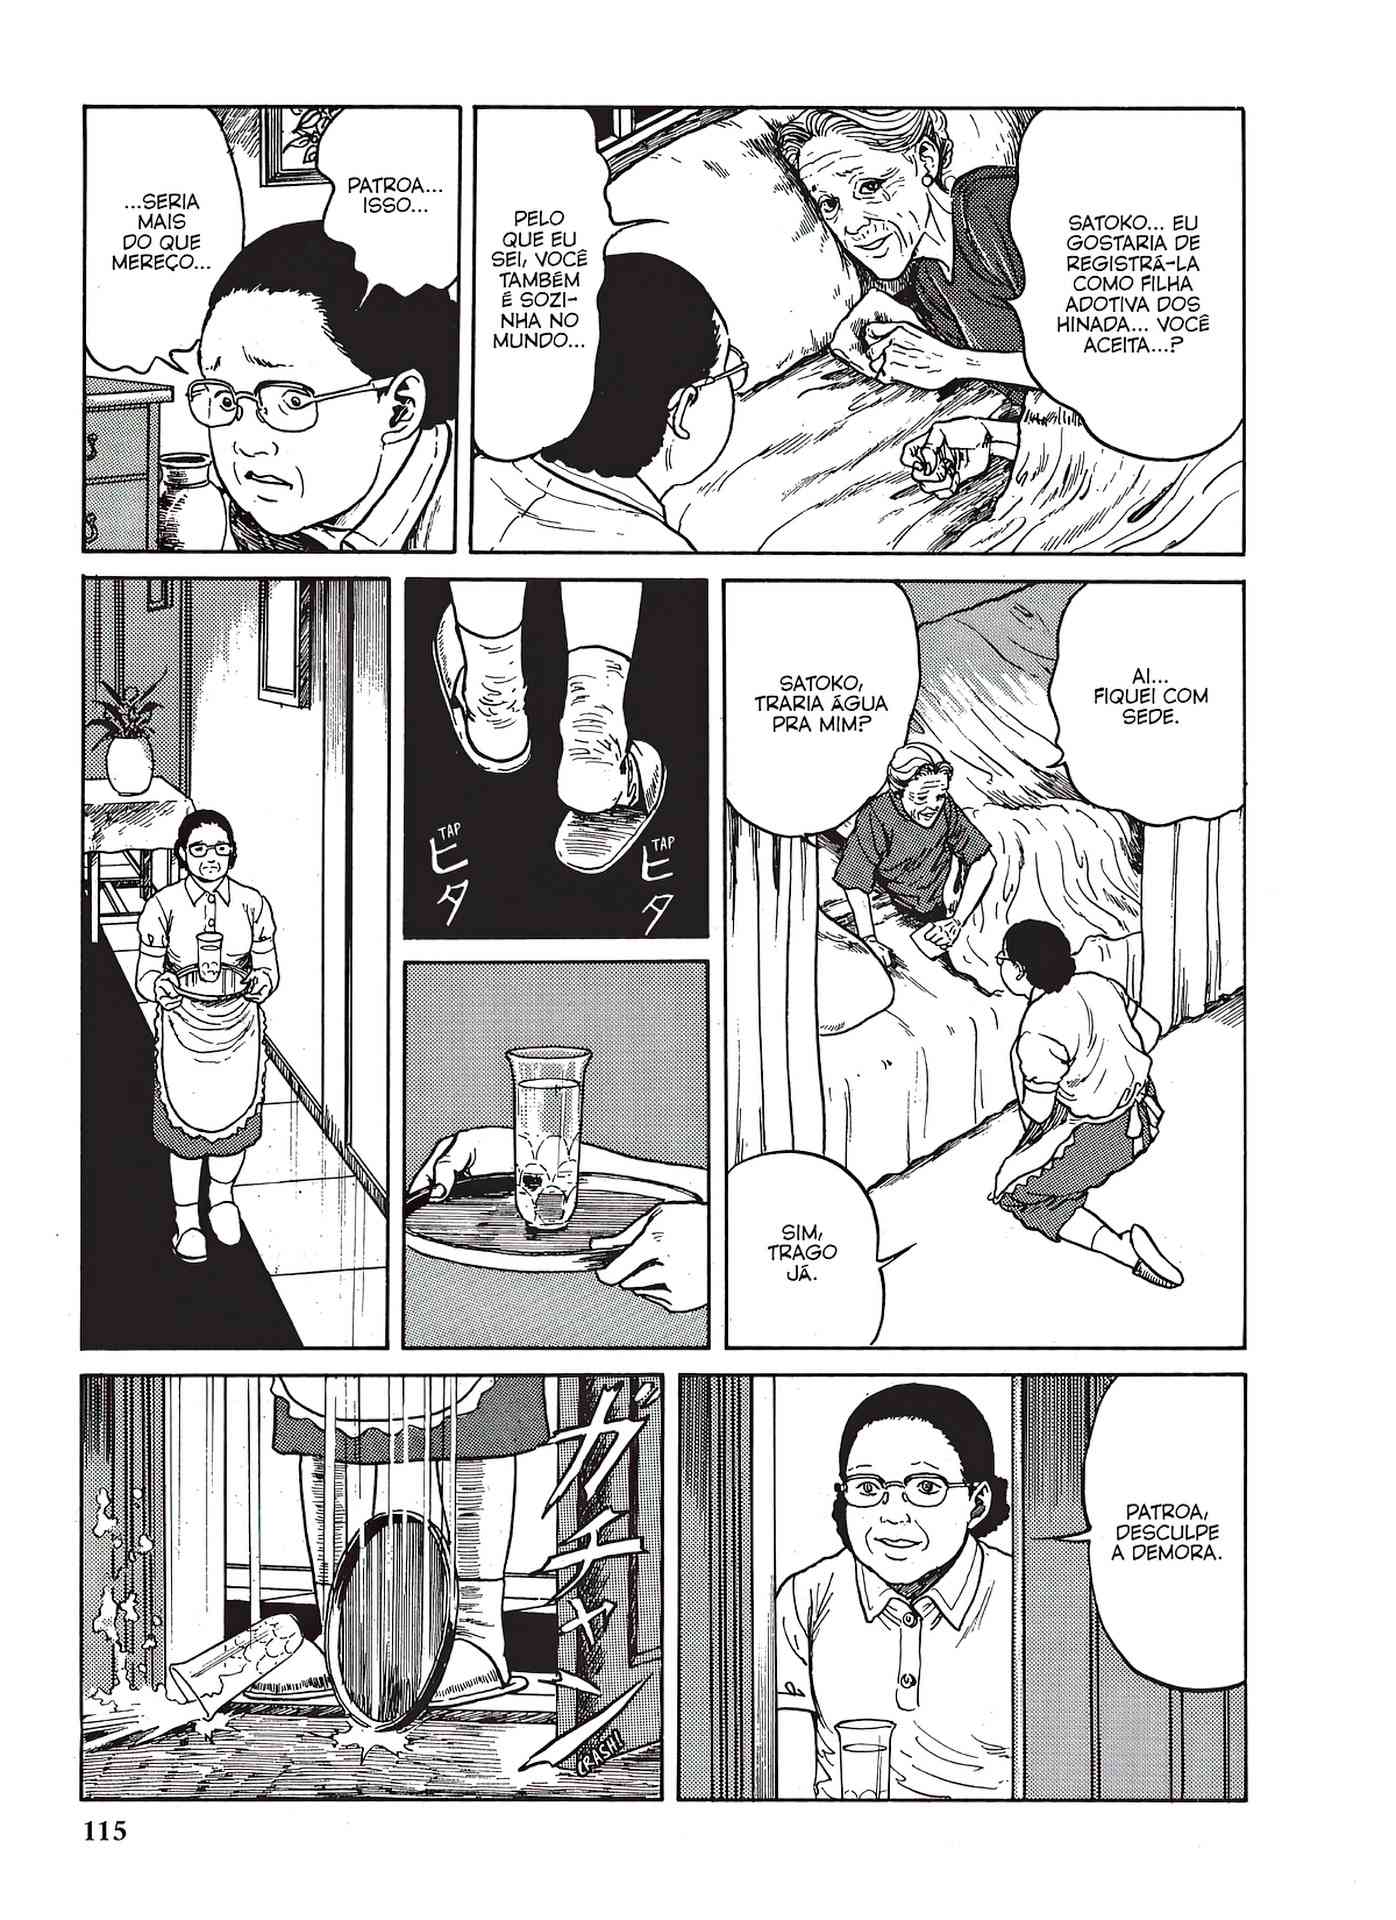 SATOKO... EU
GOSTARIA DE
REGISTRÁ-LA
COMO FILHA
ADOTIVA DOS
HINADA... VOCÊ
ACEITA...?
PELO
QUE EU
SEI, VOCÊ
TAMBÉM
É SOZI-
NHA NO
MUNDO...
PATROA...
ISSO...
...SERIA
MAIS
DO QUE
MEREÇO...
AI...
FIQUEI COM
SEDE.
SATOKO,
TRARIA ÁGUA
PRA MIM?
SIM,
TRAGO
JÁ.
TAP
ヒタ
TAP
ヒタ
PATROA,
DESCULPE
A DEMORA.
ガチャン
CRASH!
115